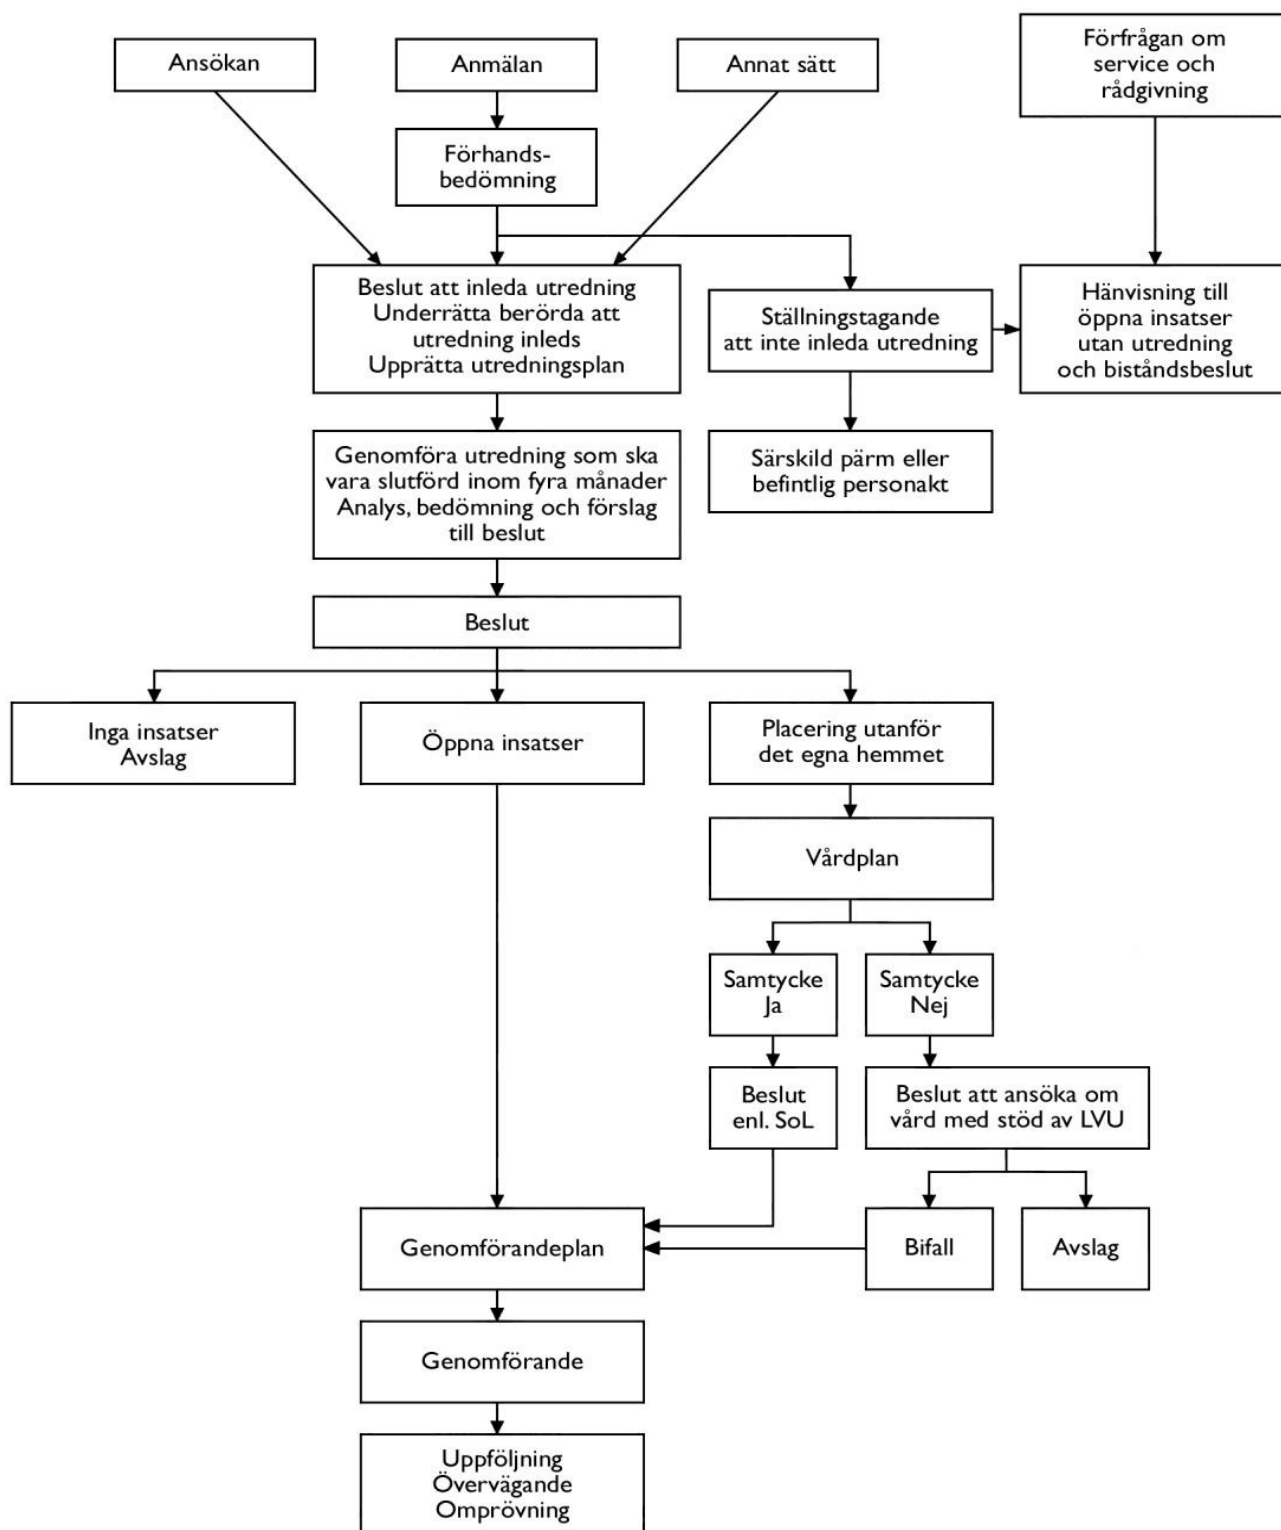 Ansökan
Anmälan
Annat sätt
Förfrågan om
service och
rådgivning
Förhands-
bedömning
Beslut att inleda utredning
Underrätta berörda att
utredning inleds
Upprätta utredningsplan
Ställningstagande
att inte inleda utredning
Hänvisning till
öppna insatser
utan utredning
och biståndsbeslut
Genomföra utredning som ska
vara slutförd inom fyra månader
Analys, bedömning och förslag
till beslut
Särskild pärm eller
befintlig personakt
Beslut
Inga insatser
Avslag
Öppna insatser
Placering utanför
det egna hemmet
Vårdplan
Samtycke
Ja
Samtycke
Nej
Beslut
enl. SoL
Beslut att ansöka om
vård med stöd av LVU
Genomförandeplan
Bifall
Avslag
Genomförande
Uppföljning
Övervägande
Omprövning